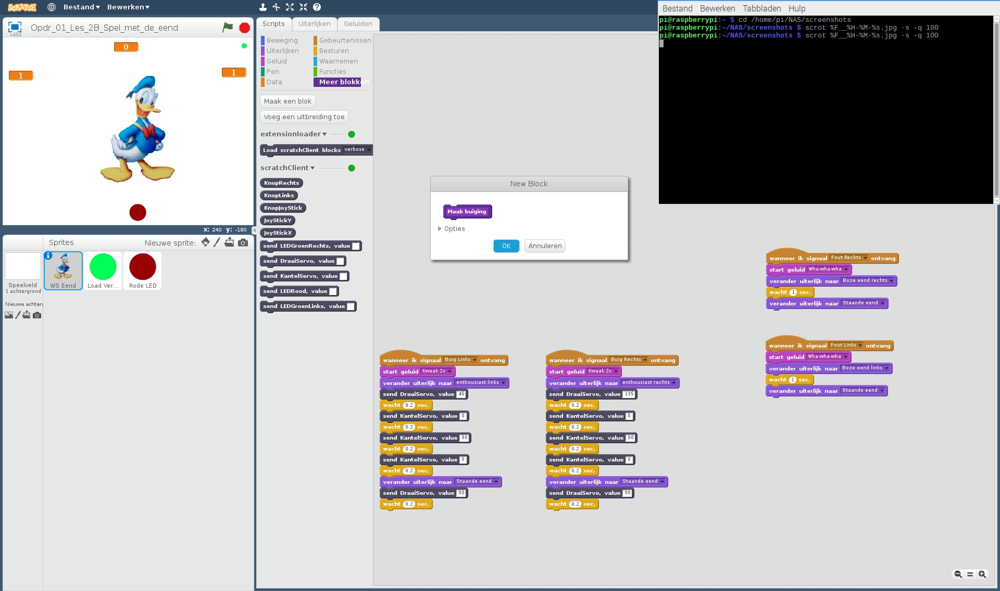 SCRATCH
Bestand▾ Bewerken▾
v456
Opdr_01_Les_2B_Spel_met_de_eend
0
1
1
x: 240 y: -180
Sprites
Nieuwe sprite:
Speelveld
1 achtergrond
Nieuwe achterg
WS Eend
Load Ver...
Rode LED
Scripts
Uiterlijken
Geluiden
Beweging
Gebeurtenissen
Uiterlijken
Besturen
Geluid
Waarnemen
Pen
Functies
Data
Meer blokken
Maak een blok
Voeg een uitbreiding toe
extensionloader▾
Load scratchClient blocks verbose
scratchClient▾
KnopRechts
KnopLinks
KnopJoyStick
JoyStickY
JoyStickX
send LEDGroenRechts, value
send DraaiServo, value
send KantelServo, value
send LEDRood, value
send LEDGroenLinks, value
New Block
Maak buiging
Opties
OK
Annuleren
wanneer ik signaal Buig Links ontvang
start geluid Kwaak 2x
verander uiterlijk naar enthousiast links
send DraaiServo, value 45
wacht 0.2 sec.
send KantelServo, value 0
wacht 0.2 sec.
send KantelServo, value 90
wacht 0.2 sec.
send KantelServo, value 0
wacht 0.2 sec.
verander uiterlijk naar Staande eend
send DraaiServo, value 90
wacht 0.2 sec.
wanneer ik signaal Buig Rechts ontvang
start geluid Kwaak 2x
verander uiterlijk naar enthousiast rechts
send DraaiServo, value 135
wacht 0.2 sec.
send KantelServo, value 0
wacht 0.2 sec.
send KantelServo, value 90
wacht 0.2 sec.
send KantelServo, value 0
wacht 0.2 sec.
verander uiterlijk naar Staande eend
send DraaiServo, value 90
wacht 0.2 sec.
wanneer ik signaal Fout Rechts ontvang
start geluid Wha-wha-wha
verander uiterlijk naar Boze eend rechts
wacht 1 sec.
verander uiterlijk naar Staande eend
wanneer ik signaal Fout Links ontvang
start geluid Wha-wha-wha
verander uiterlijk naar Boze eend links
wacht 1 sec.
verander uiterlijk naar Staande eend
Bestand Bewerken Tabbladen Hulp
pi@raspberrypi:~ $ cd /home/pi/NAS/screenshots
pi@raspberrypi:~/NAS/screenshots $ scrot %F__%H-%M-%s.jpg -s -q 100
pi@raspberrypi:~/NAS/screenshots $ scrot %F__%H-%M-%s.jpg -s -q 100